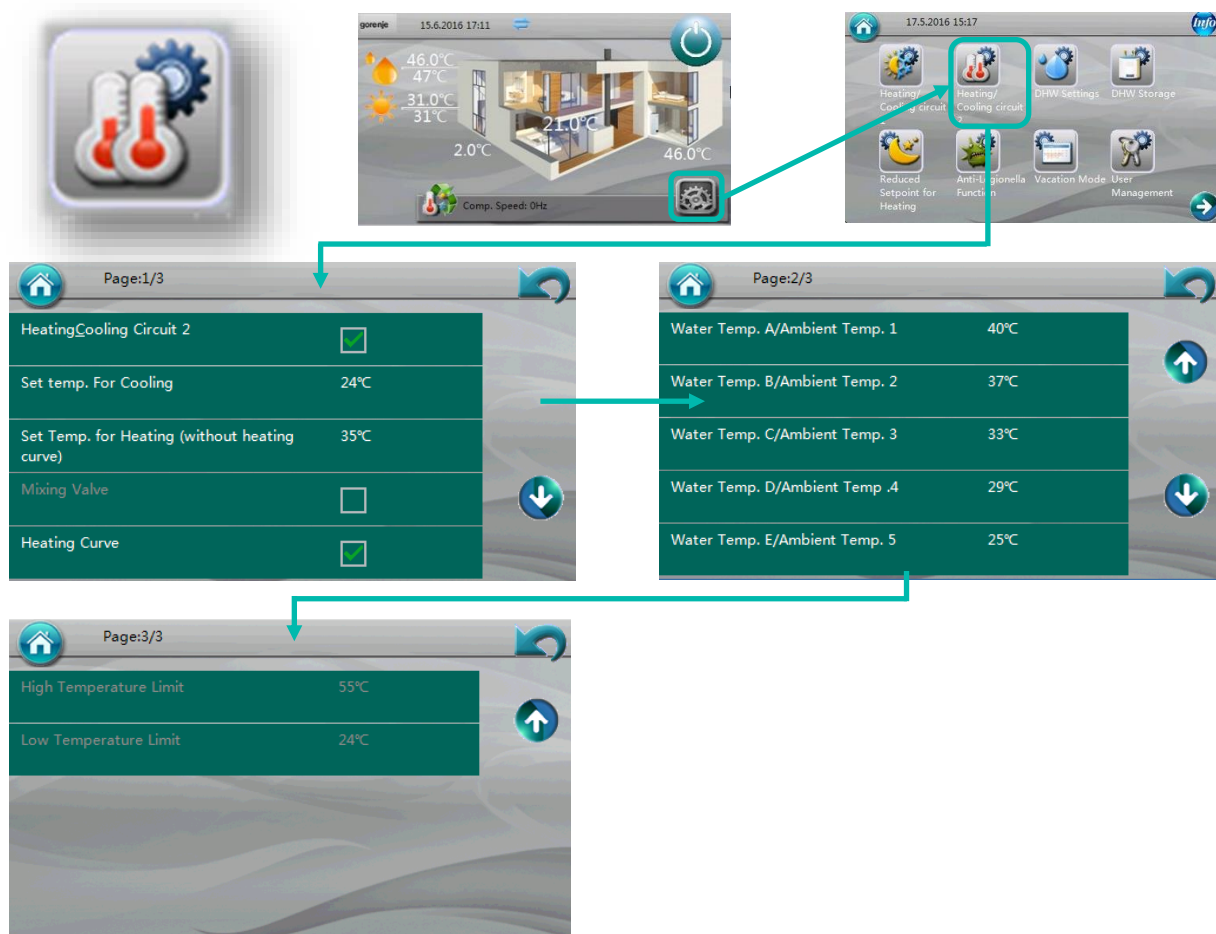 gorenje 15.6.2016 17:11
46.0℃
47℃
31.0℃
31℃
21.0℃
2.0℃
46.0℃
Comp. Speed: 0Hz
17.5.2016 15:17
Info
Heating/
Cooling circuit
Heating/
Cooling circuit
2
DHW Settings
DHW Storage
Reduced
Setpoint for
Heating
Anti-Legionella
Function
Vacation Mode
User
Management
Page:1/3
HeatingCooling Circuit 2
Set temp. For Cooling 24℃
Set Temp. for Heating (without heating 35℃
curve)
Mixing Valve
Heating Curve
Page:2/3
Water Temp. A/Ambient Temp. 1 40℃
Water Temp. B/Ambient Temp. 2 37℃
Water Temp. C/Ambient Temp. 3 33℃
Water Temp. D/Ambient Temp .4 29℃
Water Temp. E/Ambient Temp. 5 25℃
Page:3/3
High Temperature Limit 55℃
Low Temperature Limit 24℃